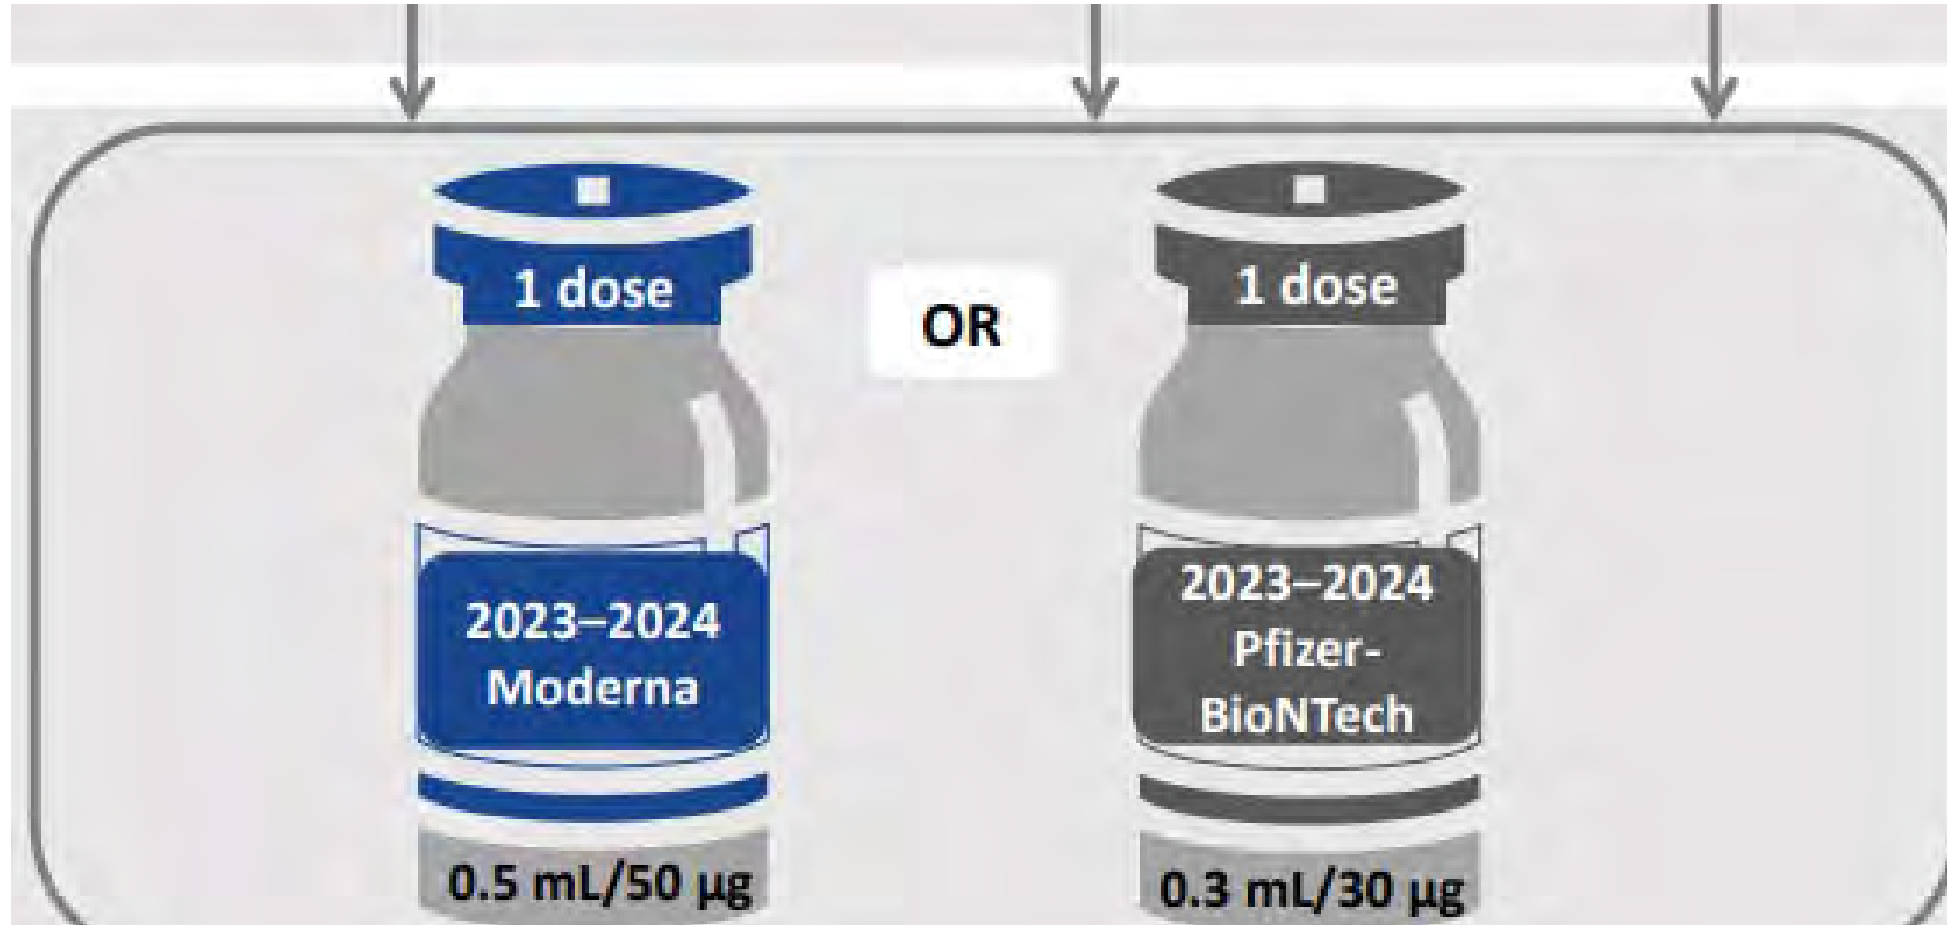 1 dose
2023–2024
Moderna
0.5 mL/50 µg
OR
1 dose
2023–2024
Pfizer-
BioNTech
0.3 mL/30 µg